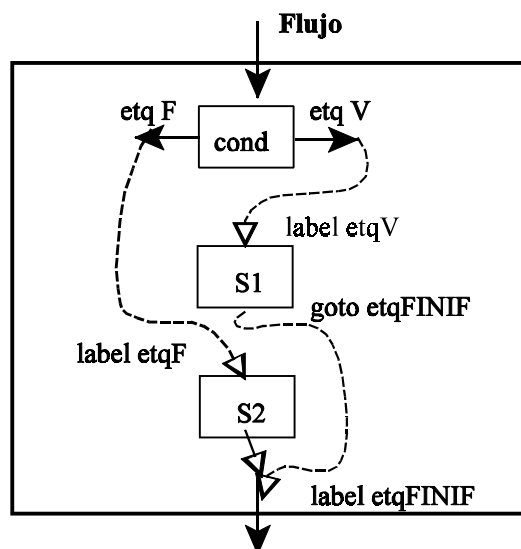 Flujo
etq F
etq V
cond
label etqV
S1
goto etqFINIF
label etqF
S2
label etqFINIF